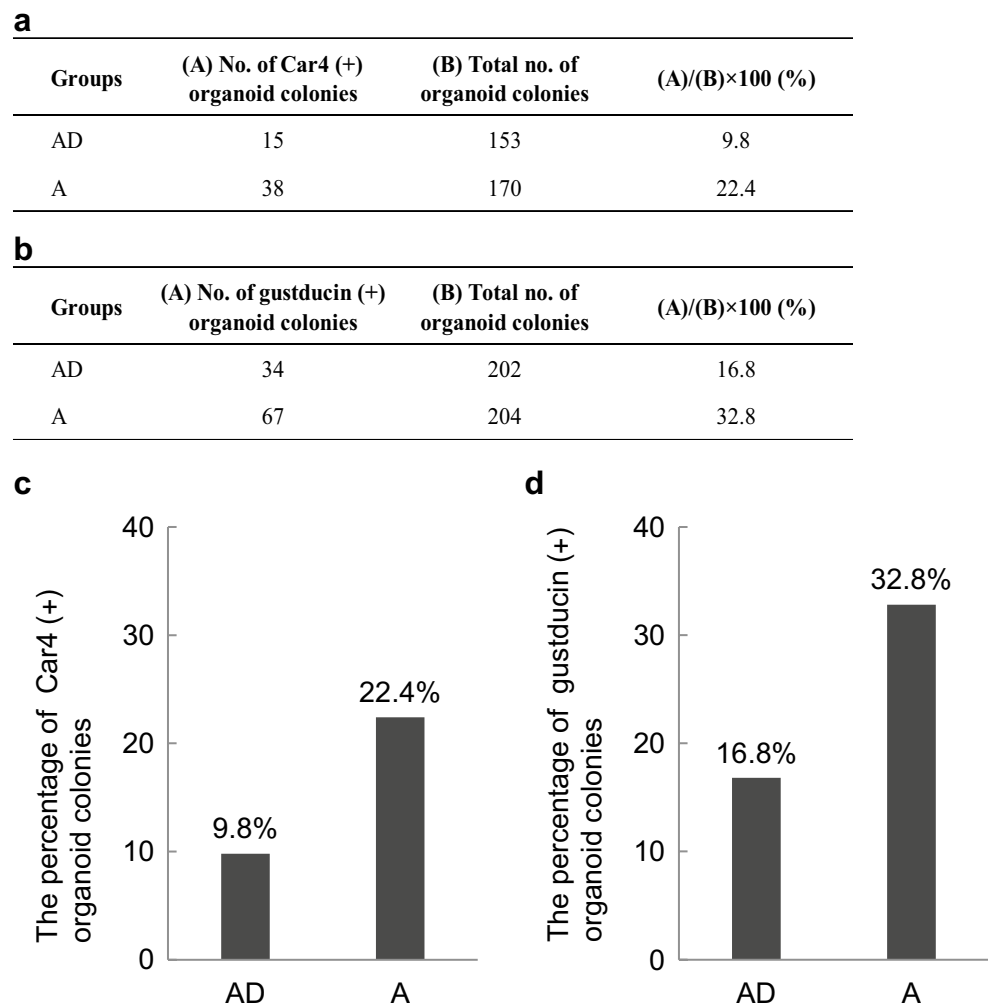 a
Groups
(A) No. of Car4 (+)
organoid colonies
(B) Total no. of
organoid colonies
(A)/(B)×100 (%)
AD 15 153 9.8
A 38 170 22.4
b
Groups
(A) No. of gustducin (+)
organoid colonies
(B) Total no. of
organoid colonies
(A)/(B)×100 (%)
AD 34 202 16.8
A 67 204 32.8
c
The percentage of Car4 (+)
organoid colonies
40
30
20
10
0
9.8%
22.4%
AD A
d
The percentage of gustducin (+)
organoid colonies
40
30
20
10
0
16.8%
32.8%
AD A